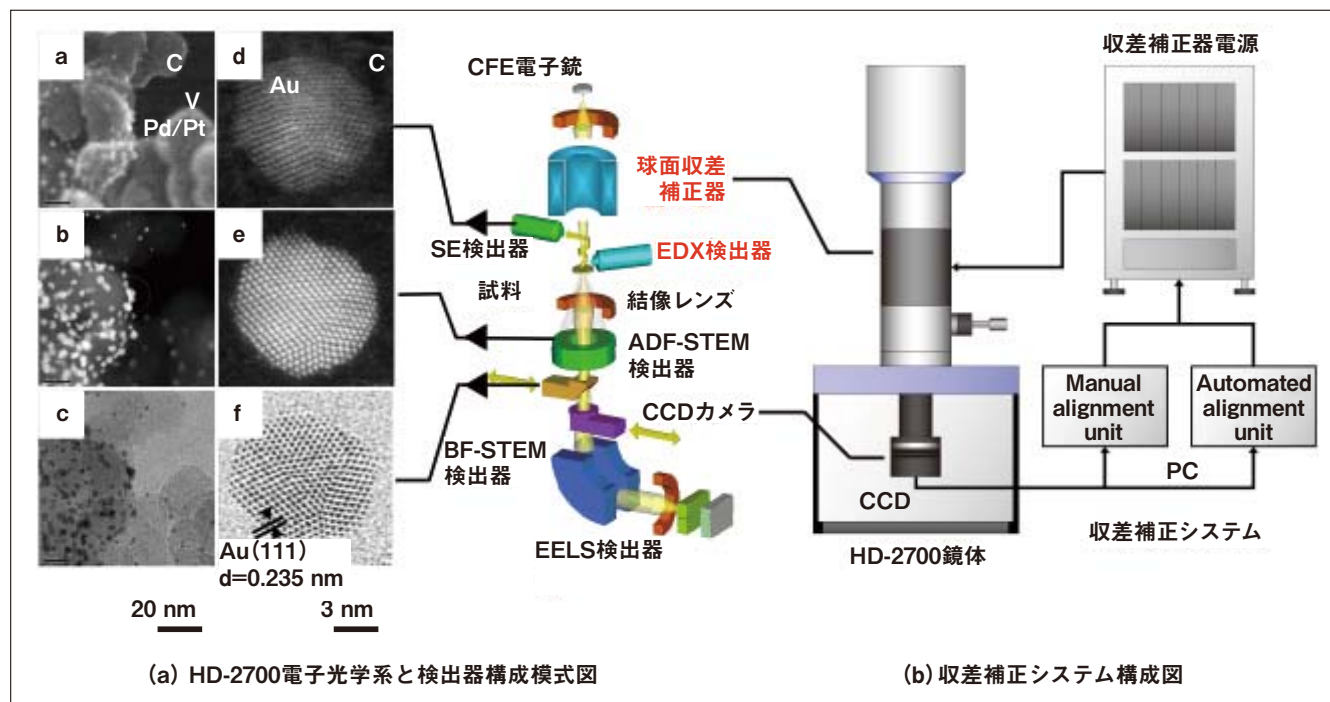 a
C
V
Pd/Pt
d
C
Au
b
e
c
f
Au(111)
d=0.235 nm
20 nm
3 nm
CFE電子銃
球面収差
補正器
SE検出器
EDX検出器
試料
結像レンズ
ADF-STEM
検出器
CCDカメラ
BF-STEM
検出器
EELS検出器
(a) HD-2700電子光学系と検出器構成模式図
収差補正器電源
Manual
alignment
unit
Automated
alignment
unit
PC
CCD
収差補正システム
HD-2700鏡体
(b) 収差補正システム構成図